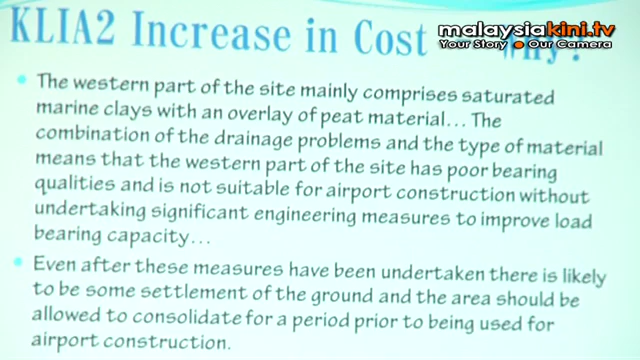 KLIA2 Increase in Cost Why?
malaysiakini.tv
Your Story Our Camera
The western part of the site mainly comprises saturated
marine clays with an overlay of peat material... The
combination of the drainage problems and the type of material
means that the western part of the site has poor bearing
qualities and is not suitable for airport construction without
undertaking significant engineering measures to improve load
bearing capacity...
Even after these measures have been undertaken there is likely
to be some settlement of the ground and the area should be
allowed to consolidate for a period prior to being used for
airport construction.